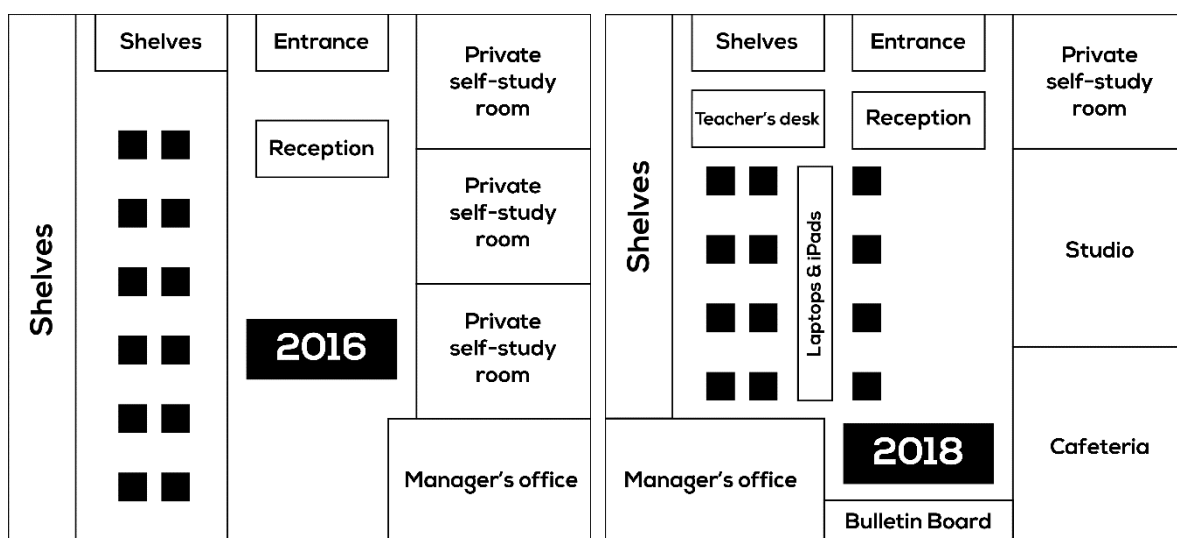 Shelves
Entrance
Private
self-study
room
Reception
Private
self-study
room
Shelves
2016
Private
self-study
room
Manager's office
Shelves
Entrance
Private
self-study
room
Teacher's desk
Reception
Shelves
Laptops & iPads
Studio
2018
Cafeteria
Manager's office
Bulletin Board